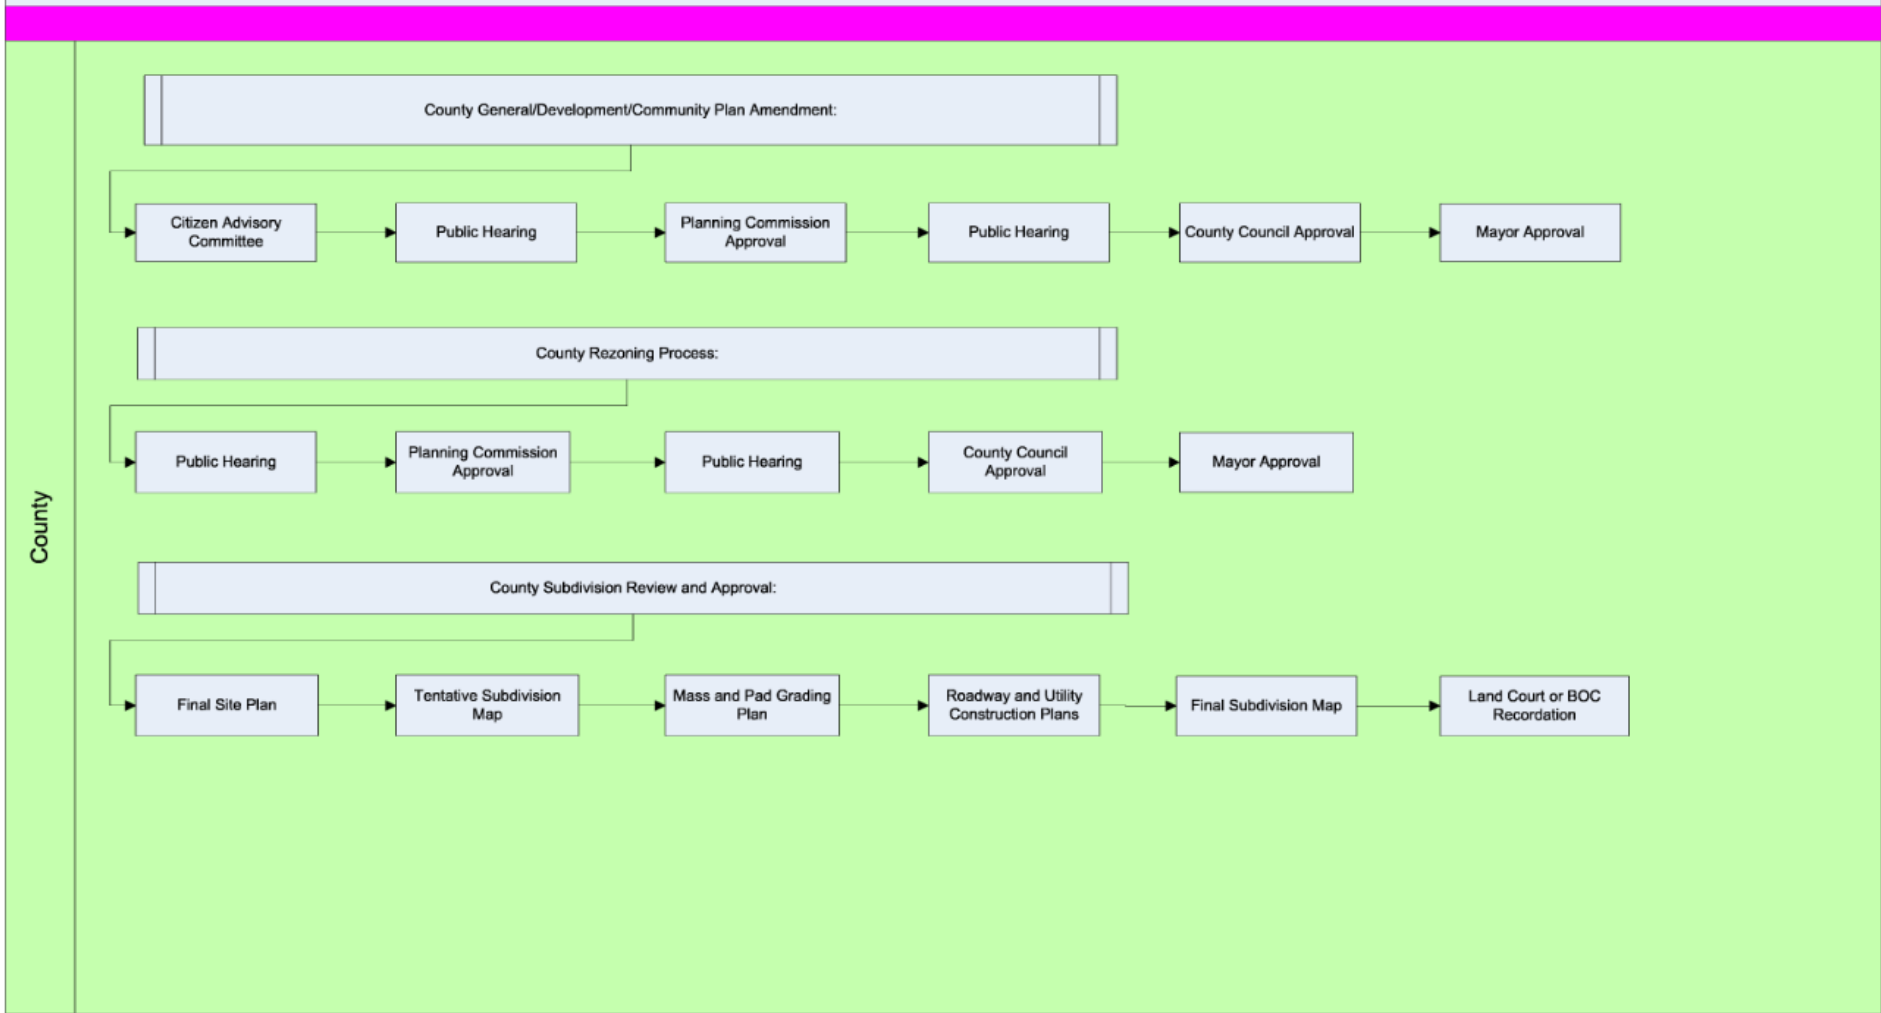 County General/Development/Community Plan Amendment:
Citizen Advisory
Committee
Public Hearing
Planning Commission
Approval
Public Hearing
County Council Approval
Mayor Approval
County Rezoning Process:
Public Hearing
Planning Commission
Approval
Public Hearing
County Council
Approval
Mayor Approval
County
County Subdivision Review and Approval:
Final Site Plan
Tentative Subdivision
Map
Mass and Pad Grading
Plan
Roadway and Utility
Construction Plans
Final Subdivision Map
Land Court or BOC
Recordation